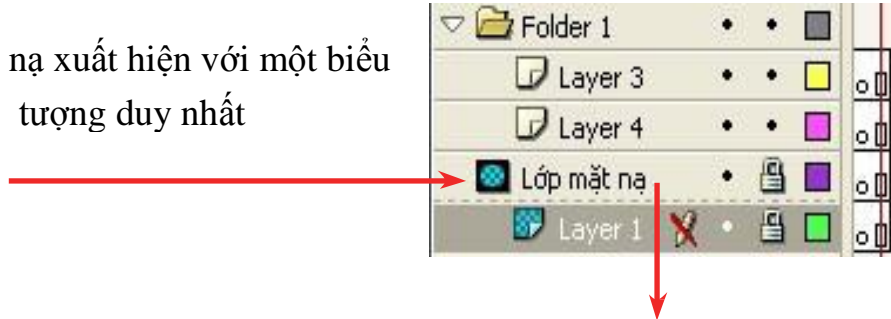 nạ xuất hiện với một biểu
tượng duy nhất
Folder 1
Layer 3
Layer 4
Lớp mặt nạ
Layer 1